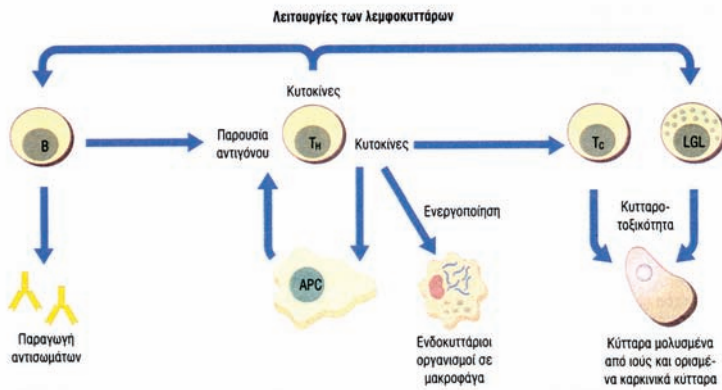 Λειτουργίες των λεμφοκυττάρων
Κυτοκίνες
B
Παρουσία
αντιγόνου
TH
Κυτοκίνες
TC
LGL
Ενεργοποίηση
Κυτταρο-
τοξικότητα
APC
Παραγωγή
αντισωμάτων
Ενδοκυττάριοι
οργανισμοί σε
μακροφάγα
Κύτταρα μολυσμένα
από ιούς και ορισμέ-
να καρκινικά κύτταρα